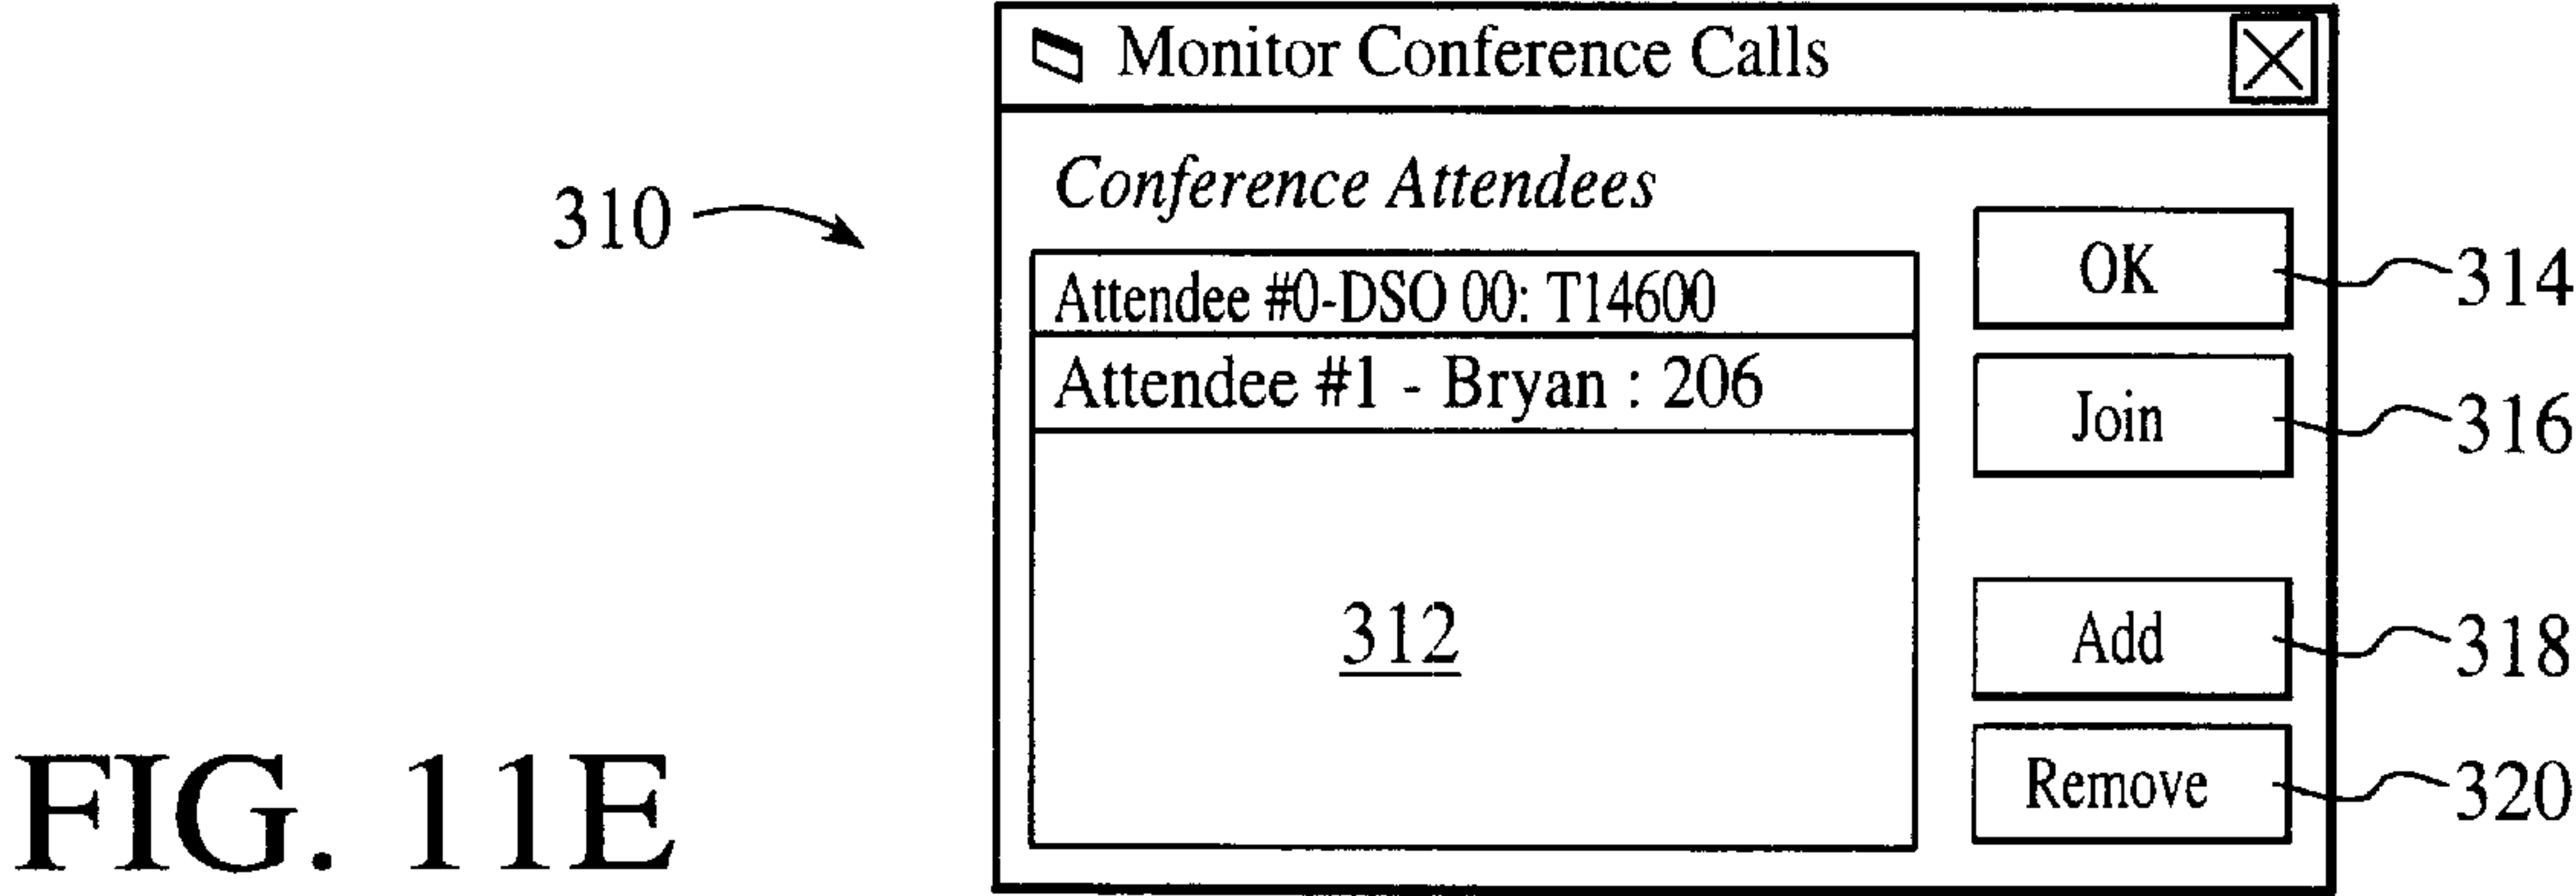 Monitor Conference Calls
Conference Attendees
310
Attendee #0-DSO 00: T14600
Attendee #1 - Bryan : 206
312
OK
314
Join
316
Add
318
Remove
320
FIG. 11E